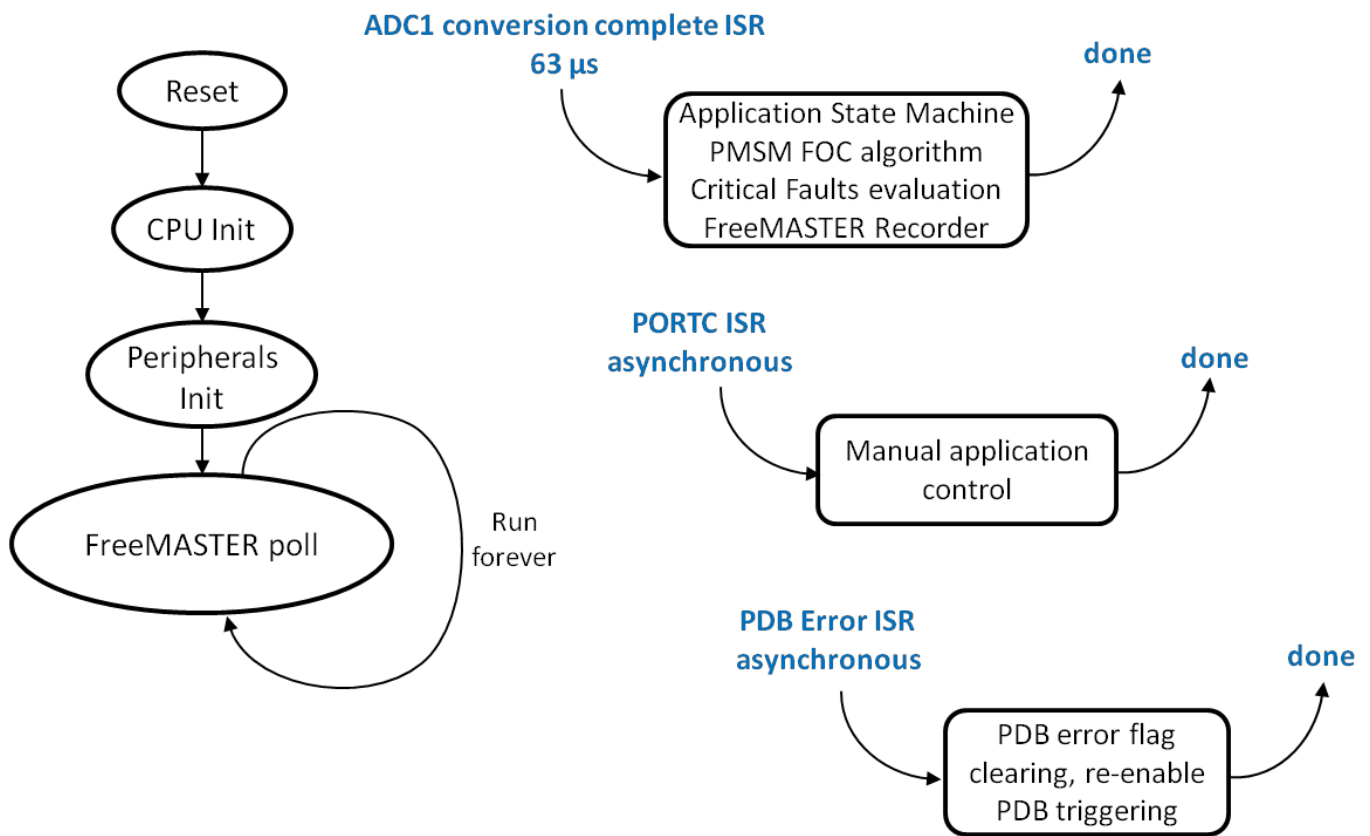 Reset
CPU Init
Peripherals
Init
FreeMASTER poll
Run
forever
ADC1 conversion complete ISR
63 µs
done
Application State Machine
PMSM FOC algorithm
Critical Faults evaluation
FreeMASTER Recorder
PORTC ISR
asynchronous
done
Manual application
control
PDB Error ISR
asynchronous
done
PDB error flag
clearing, re-enable
PDB triggering